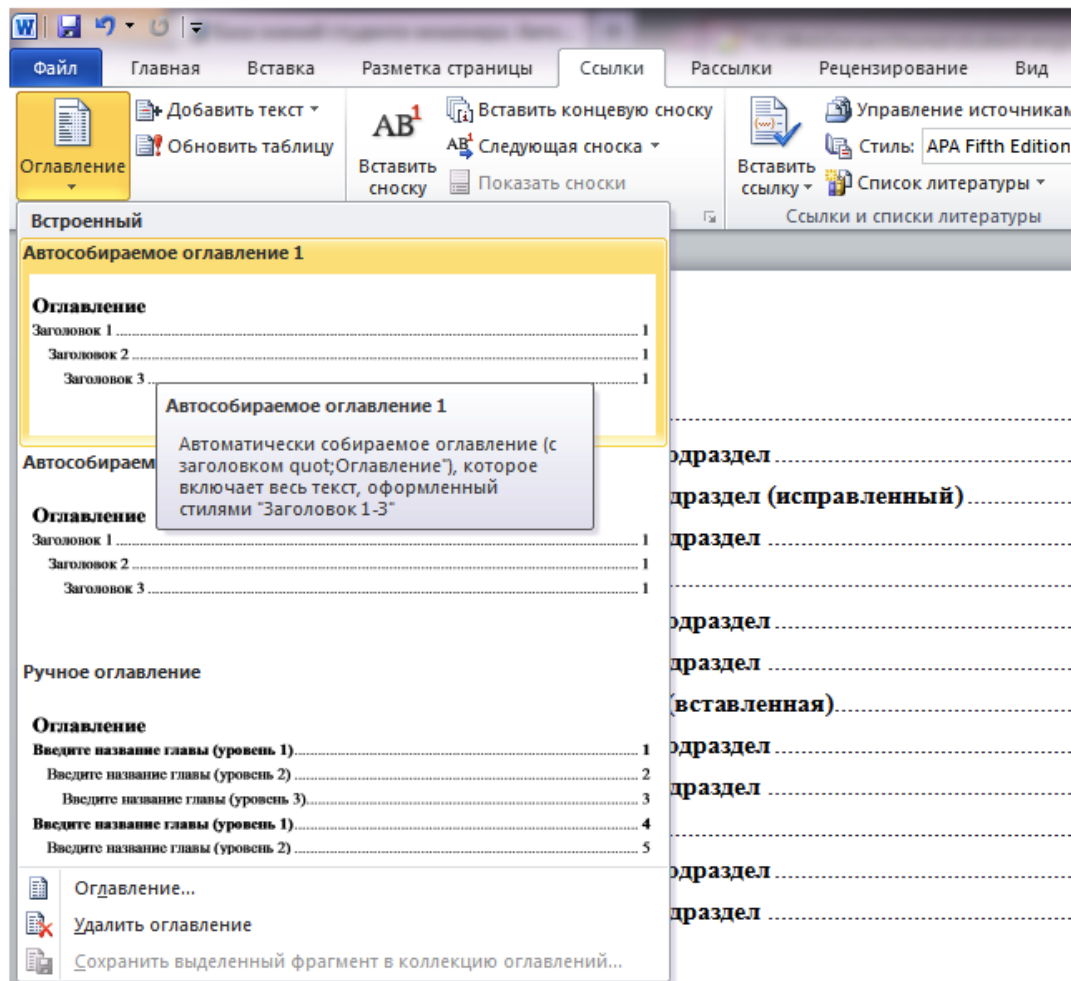 Файл Главная Вставка Разметка страницы Ссылки Рассылки Рецензирование Вид
Оглавление
Добавить текст
Обновить таблицу
AB1
Вставить сноску
Вставить концевую сноску
Следующая сноска
Показать сноски
Вставить ссылку
Управление источникам
Стиль: APA Fifth Edition
Список литературы
Ссылки и списки литературы
Встроенный
Автособираемое оглавление 1
Оглавление
Заголовок 1 ........ 1
Заголовок 2 ........ 1
Заголовок 3 ........ 1
Автособираемое оглавление 1
Автоматически собираемое оглавление (с
заголовком quot;Оглавление"), которое
включает весь текст, оформленный
стилями "Заголовок 1-3"
Автособираем
Оглавление
Заголовок 1 ........ 1
Заголовок 2 ........ 1
Заголовок 3 ........ 1
Ручное оглавление
Оглавление
Введите название главы (уровень 1) ........ 1
Введите название главы (уровень 2) ........ 2
Введите название главы (уровень 3) ........ 3
Введите название главы (уровень 1) ........ 4
Введите название главы (уровень 2) ........ 5
Оглавление...
Удалить оглавление
Сохранить выделенный фрагмент в коллекцию оглавлений...
одраздел ........
драздел (исправленный) ........
драздел ........
одраздел ........
драздел ........
(вставленная) ........
одраздел ........
драздел ........
одраздел ........
драздел ........